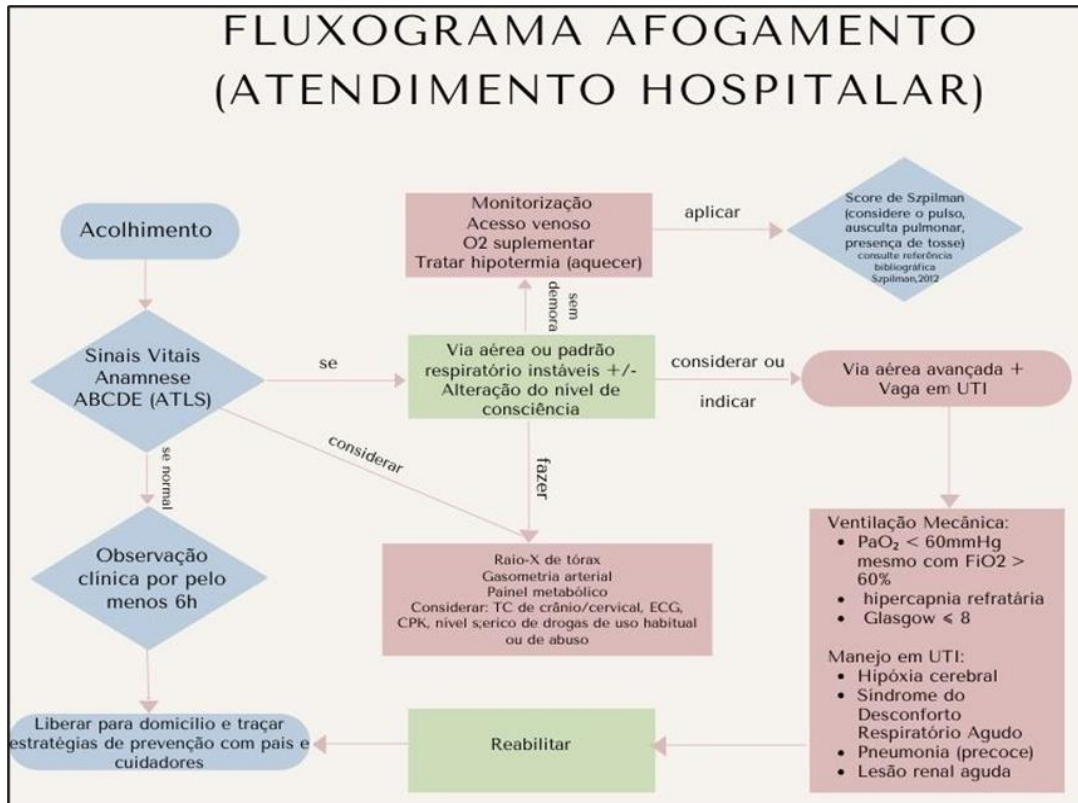 FLUXOGRAMA AFOGAMENTO
(ATENDIMENTO HOSPITALAR)
Acolhimento
Sinais Vitais
Anamnese
ABCDE (ATLS)
se normal
Observação
clínica por pelo
menos 6h
Liberar para domicílio e traçar
estratégias de prevenção com pais e
cuidadores
se
considerar
Via aérea ou padrão
respiratório instáveis +/-
Alteração do nível de
consciência
sem
demora
Monitorização
Acesso venoso
O2 suplementar
Tratar hipotermia (aquecer)
aplicar
Score de Szpilman
(considere o pulso,
ausculta pulmonar,
presença de tosse)
consulte referência
bibliográfica
Szpilman,2012
fazer
Raio-X de tórax
Gasometria arterial
Painel metabólico
Considerar: TC de crânio/cervical, ECG,
CPK, nível s;erico de drogas de uso habitual
ou de abuso
considerar ou
indicar
Via aérea avançada +
Vaga em UTI
Ventilação Mecânica:
• PaO₂ < 60mmHg
mesmo com FiO2 >
60%
• hipercapnia refratária
• Glasgow ⩽ 8
Manejo em UTI:
• Hipóxia cerebral
• Síndrome do
Desconforto
Respiratório Agudo
• Pneumonia (precoce)
• Lesão renal aguda
Reabilitar